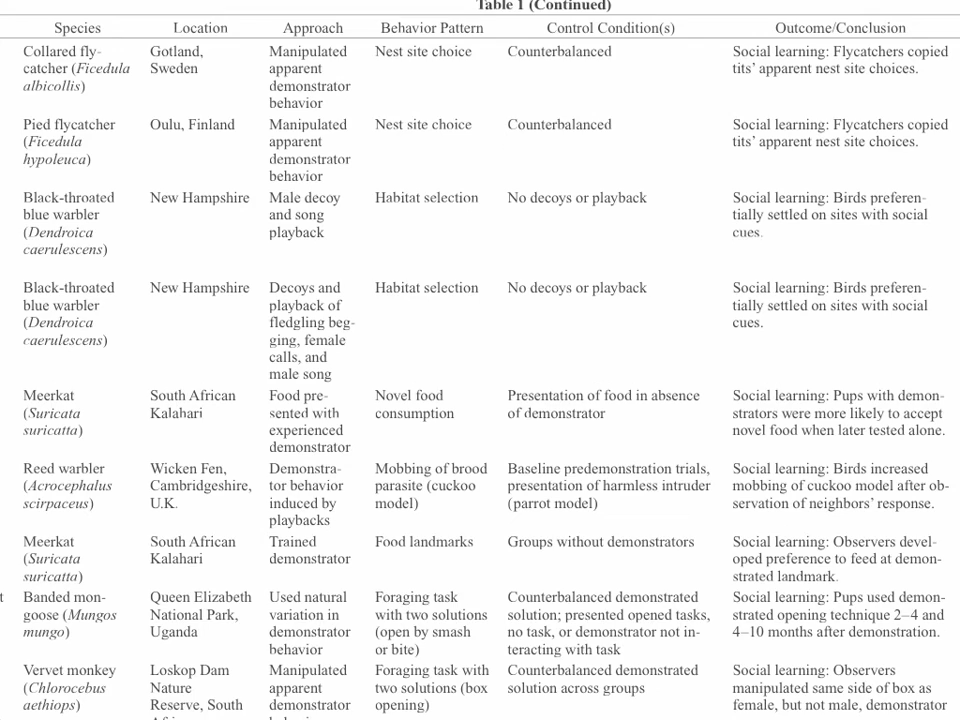 Table 1 (Continued)
Species
Location
Approach
Behavior Pattern
Control Condition(s)
Outcome/Conclusion
Collared fly-
catcher (Ficedula
albicollis)
Gotland,
Sweden
Manipulated
apparent
demonstrator
behavior
Nest site choice
Counterbalanced
Social learning: Flycatchers copied
tits’ apparent nest site choices.
Pied flycatcher
(Ficedula
hypoleuca)
Oulu, Finland
Manipulated
apparent
demonstrator
behavior
Nest site choice
Counterbalanced
Social learning: Flycatchers copied
tits’ apparent nest site choices.
Black-throated
blue warbler
(Dendroica
caerulescens)
New Hampshire
Male decoy
and song
playback
Habitat selection
No decoys or playback
Social learning: Birds preferen-
tially settled on sites with social
cues.
Black-throated
blue warbler
(Dendroica
caerulescens)
New Hampshire
Decoys and
playback of
fledgling beg-
ging, female
calls, and
male song
Habitat selection
No decoys or playback
Social learning: Birds preferen-
tially settled on sites with social
cues.
Meerkat
(Suricata
suricatta)
South African
Kalahari
Food pre-
sented with
experienced
demonstrator
Novel food
consumption
Presentation of food in absence
of demonstrator
Social learning: Pups with demon-
strators were more likely to accept
novel food when later tested alone.
Reed warbler
(Acrocephalus
scirpaceus)
Wicken Fen,
Cambridgeshire,
U.K.
Demonstra-
tor behavior
induced by
playbacks
Mobbing of brood
parasite (cuckoo
model)
Baseline predemonstration trials,
presentation of harmless intruder
(parrot model)
Social learning: Birds increased
mobbing of cuckoo model after ob-
servation of neighbors’ response.
Meerkat
(Suricata
suricatta)
South African
Kalahari
Trained
demonstrator
Food landmarks
Groups without demonstrators
Social learning: Observers devel-
oped preference to feed at demon-
strated landmark.
Banded mon-
goose (Mungos
mungo)
Queen Elizabeth
National Park,
Uganda
Used natural
variation in
demonstrator
behavior
Foraging task
with two solutions
(open by smash
or bite)
Counterbalanced demonstrated
solution; presented opened tasks,
no task, or demonstrator not in-
teracting with task
Social learning: Pups used demon-
strated opening technique 2–4 and
4–10 months after demonstration.
Vervet monkey
(Chlorocebus
aethiops)
Loskop Dam
Nature
Reserve, South
Manipulated
apparent
demonstrator
Foraging task with
two solutions (box
opening)
Counterbalanced demonstrated
solution across groups
Social learning: Observers
manipulated same side of box as
female, but not male, demonstrator